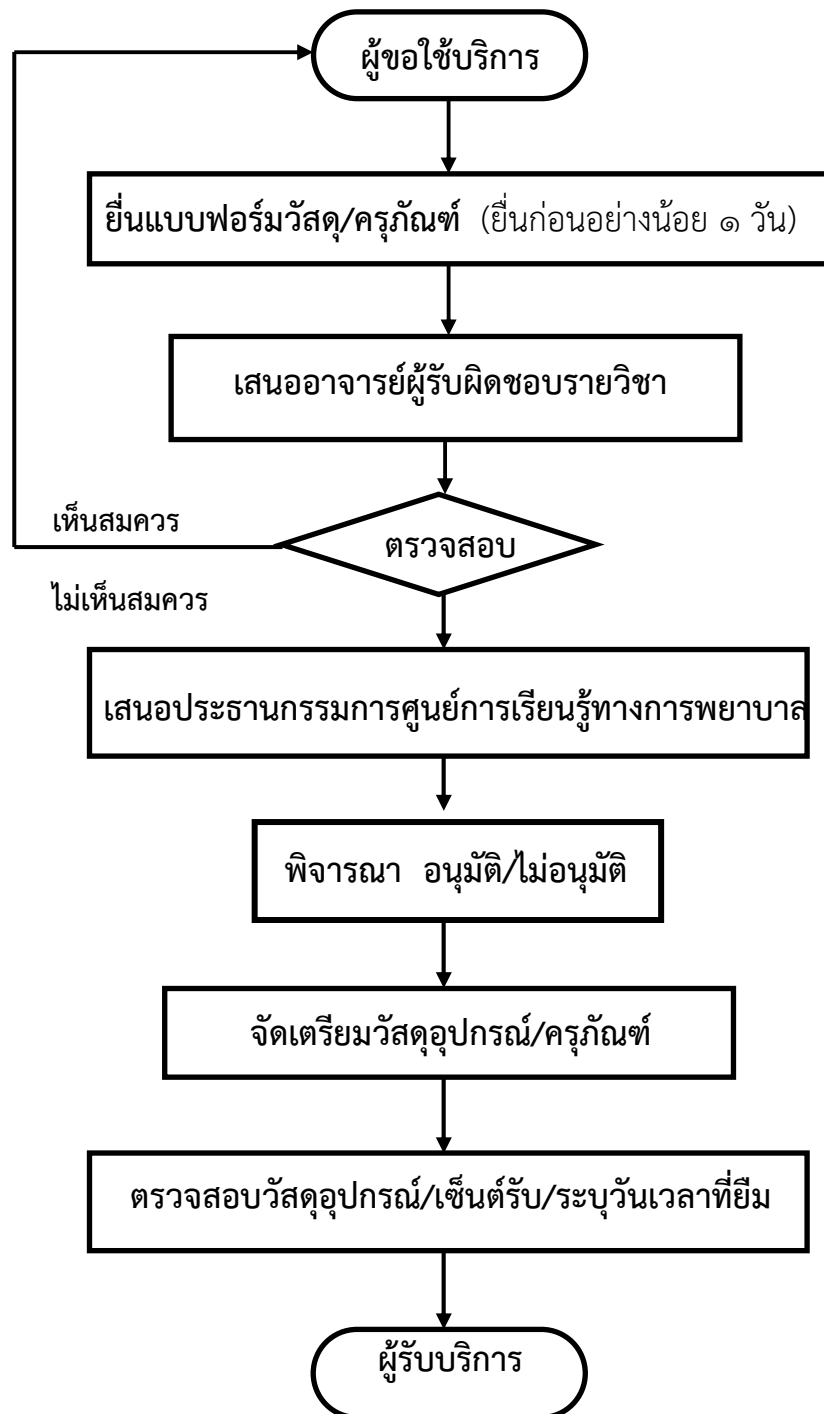 ผู้ขอใช้บริการ
ยื่นแบบฟอร์มวัสดุ/ครุภัณฑ์ (ยื่นก่อนอย่างน้อย ๑ วัน)
เสนออาจารย์ผู้รับผิดชอบรายวิชา
เห็นสมควร
ตรวจสอบ
ไม่เห็นสมควร
เสนอประธานกรรมการศูนย์การเรียนรู้ทางการพยาบาล
พิจารณา อนุมัติ/ไม่อนุมัติ
จัดเตรียมวัสดุอุปกรณ์/ครุภัณฑ์
ตรวจสอบวัสดุอุปกรณ์/เซ็นต์รับ/ระบุวันเวลาที่ยืม
ผู้รับบริการ